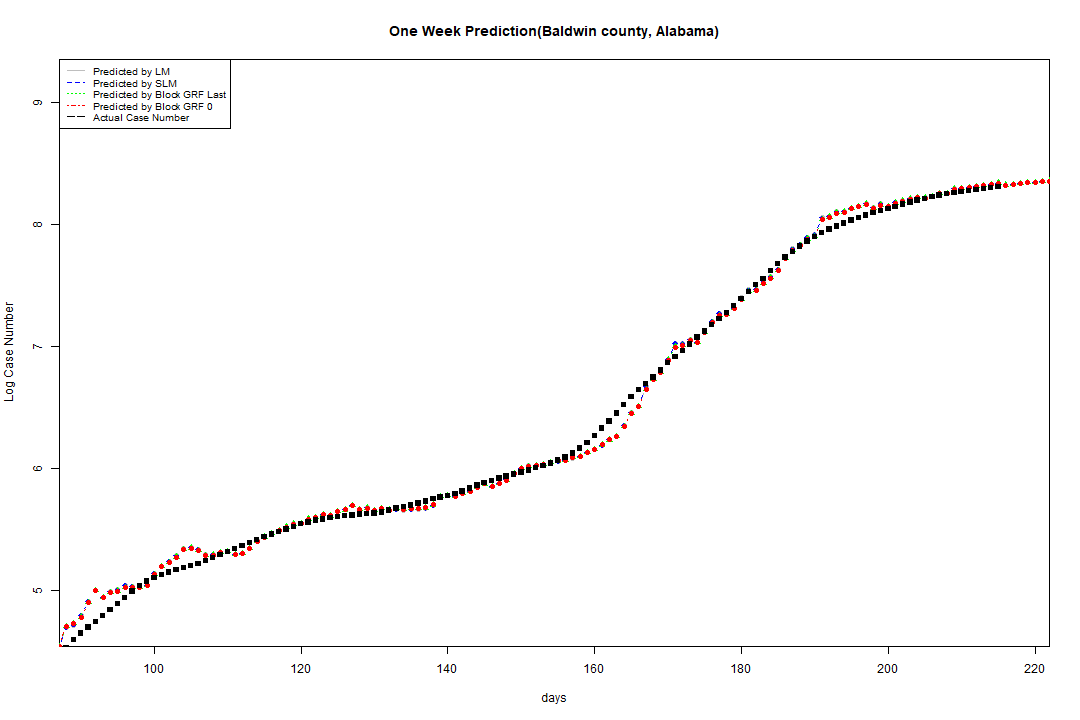 One Week Prediction(Baldwin county, Alabama)
Predicted by LM
Predicted by SLM
Predicted by Block GRF Last
Predicted by Block GRF 0
Actual Case Number
9
8
7
6
5
Log Case Number
100 120 140 160 180 200 220
days